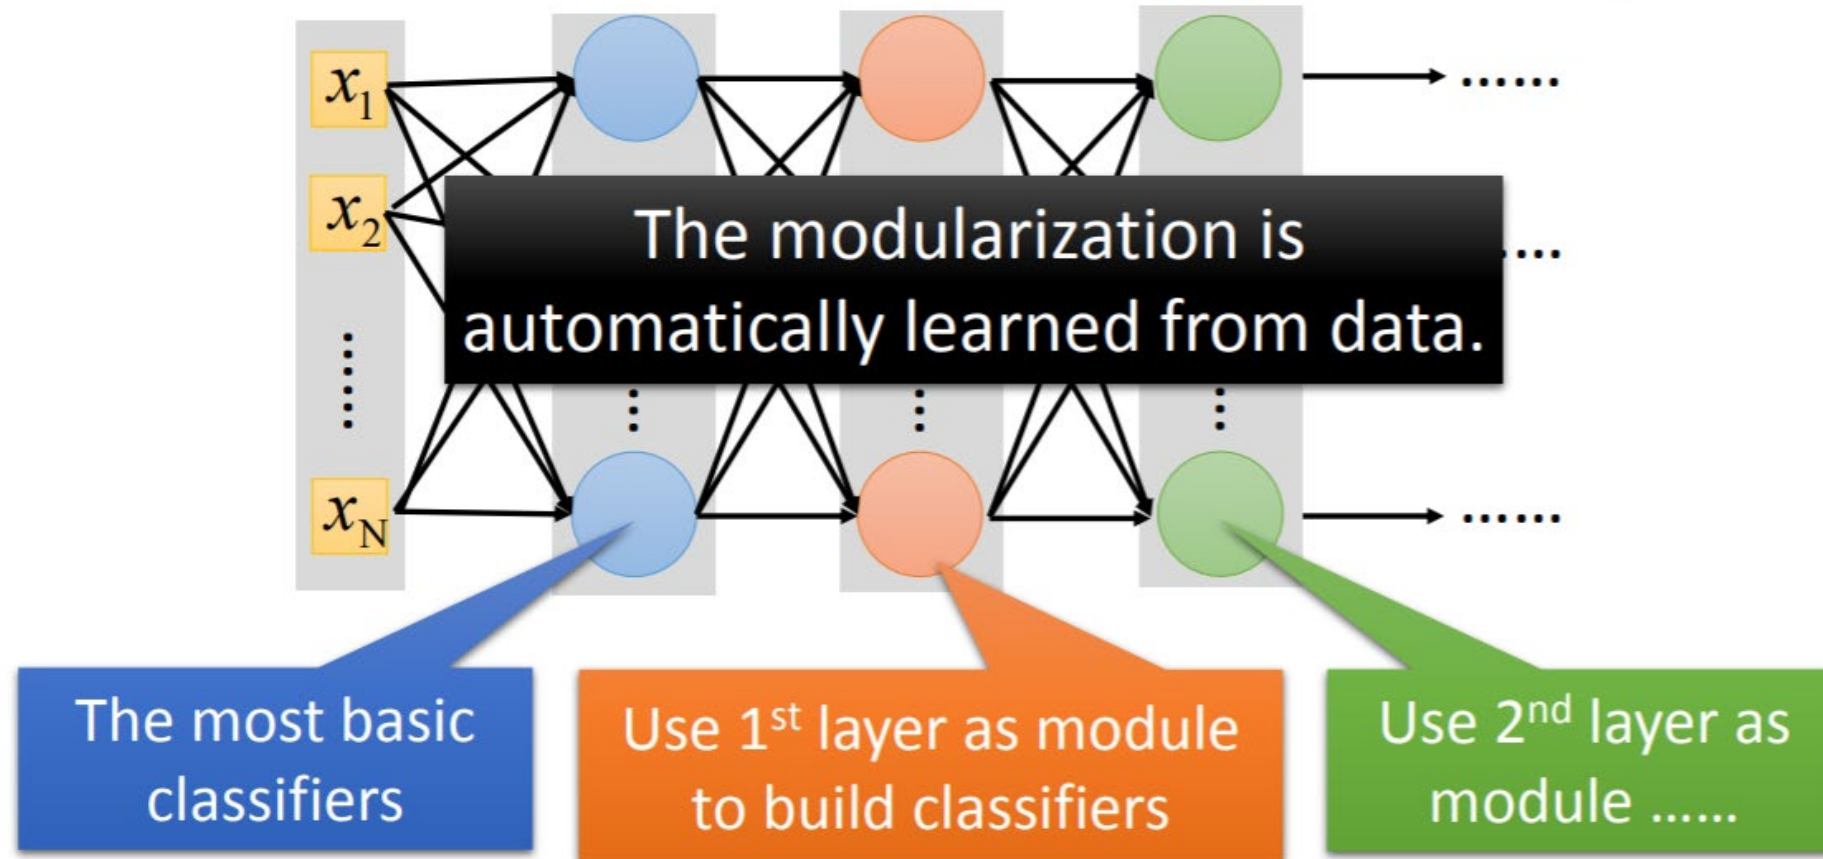 x1
x2
xN
……
……
……
The modularization is
automatically learned from data.
The most basic
classifiers
Use 1st layer as module
to build classifiers
Use 2nd layer as
module ……